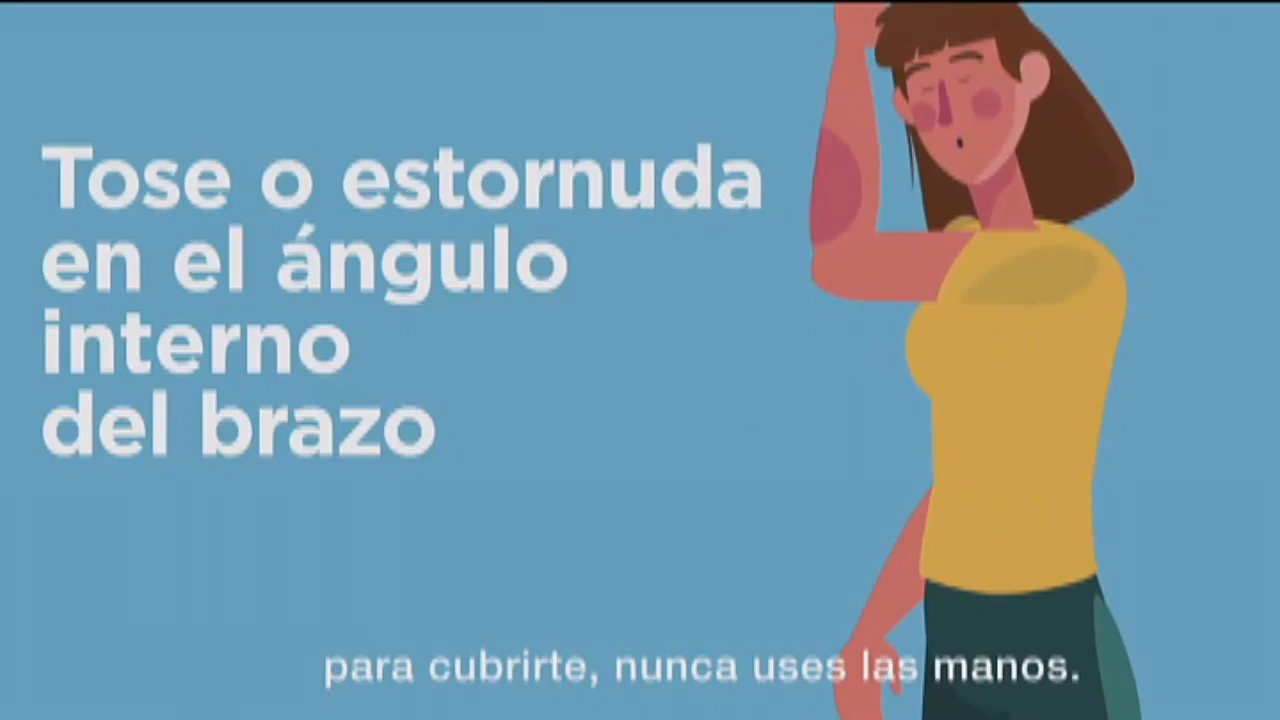 Tose o estornuda
en el ángulo
interno
del brazo
para cubrirte, nunca uses las manos.